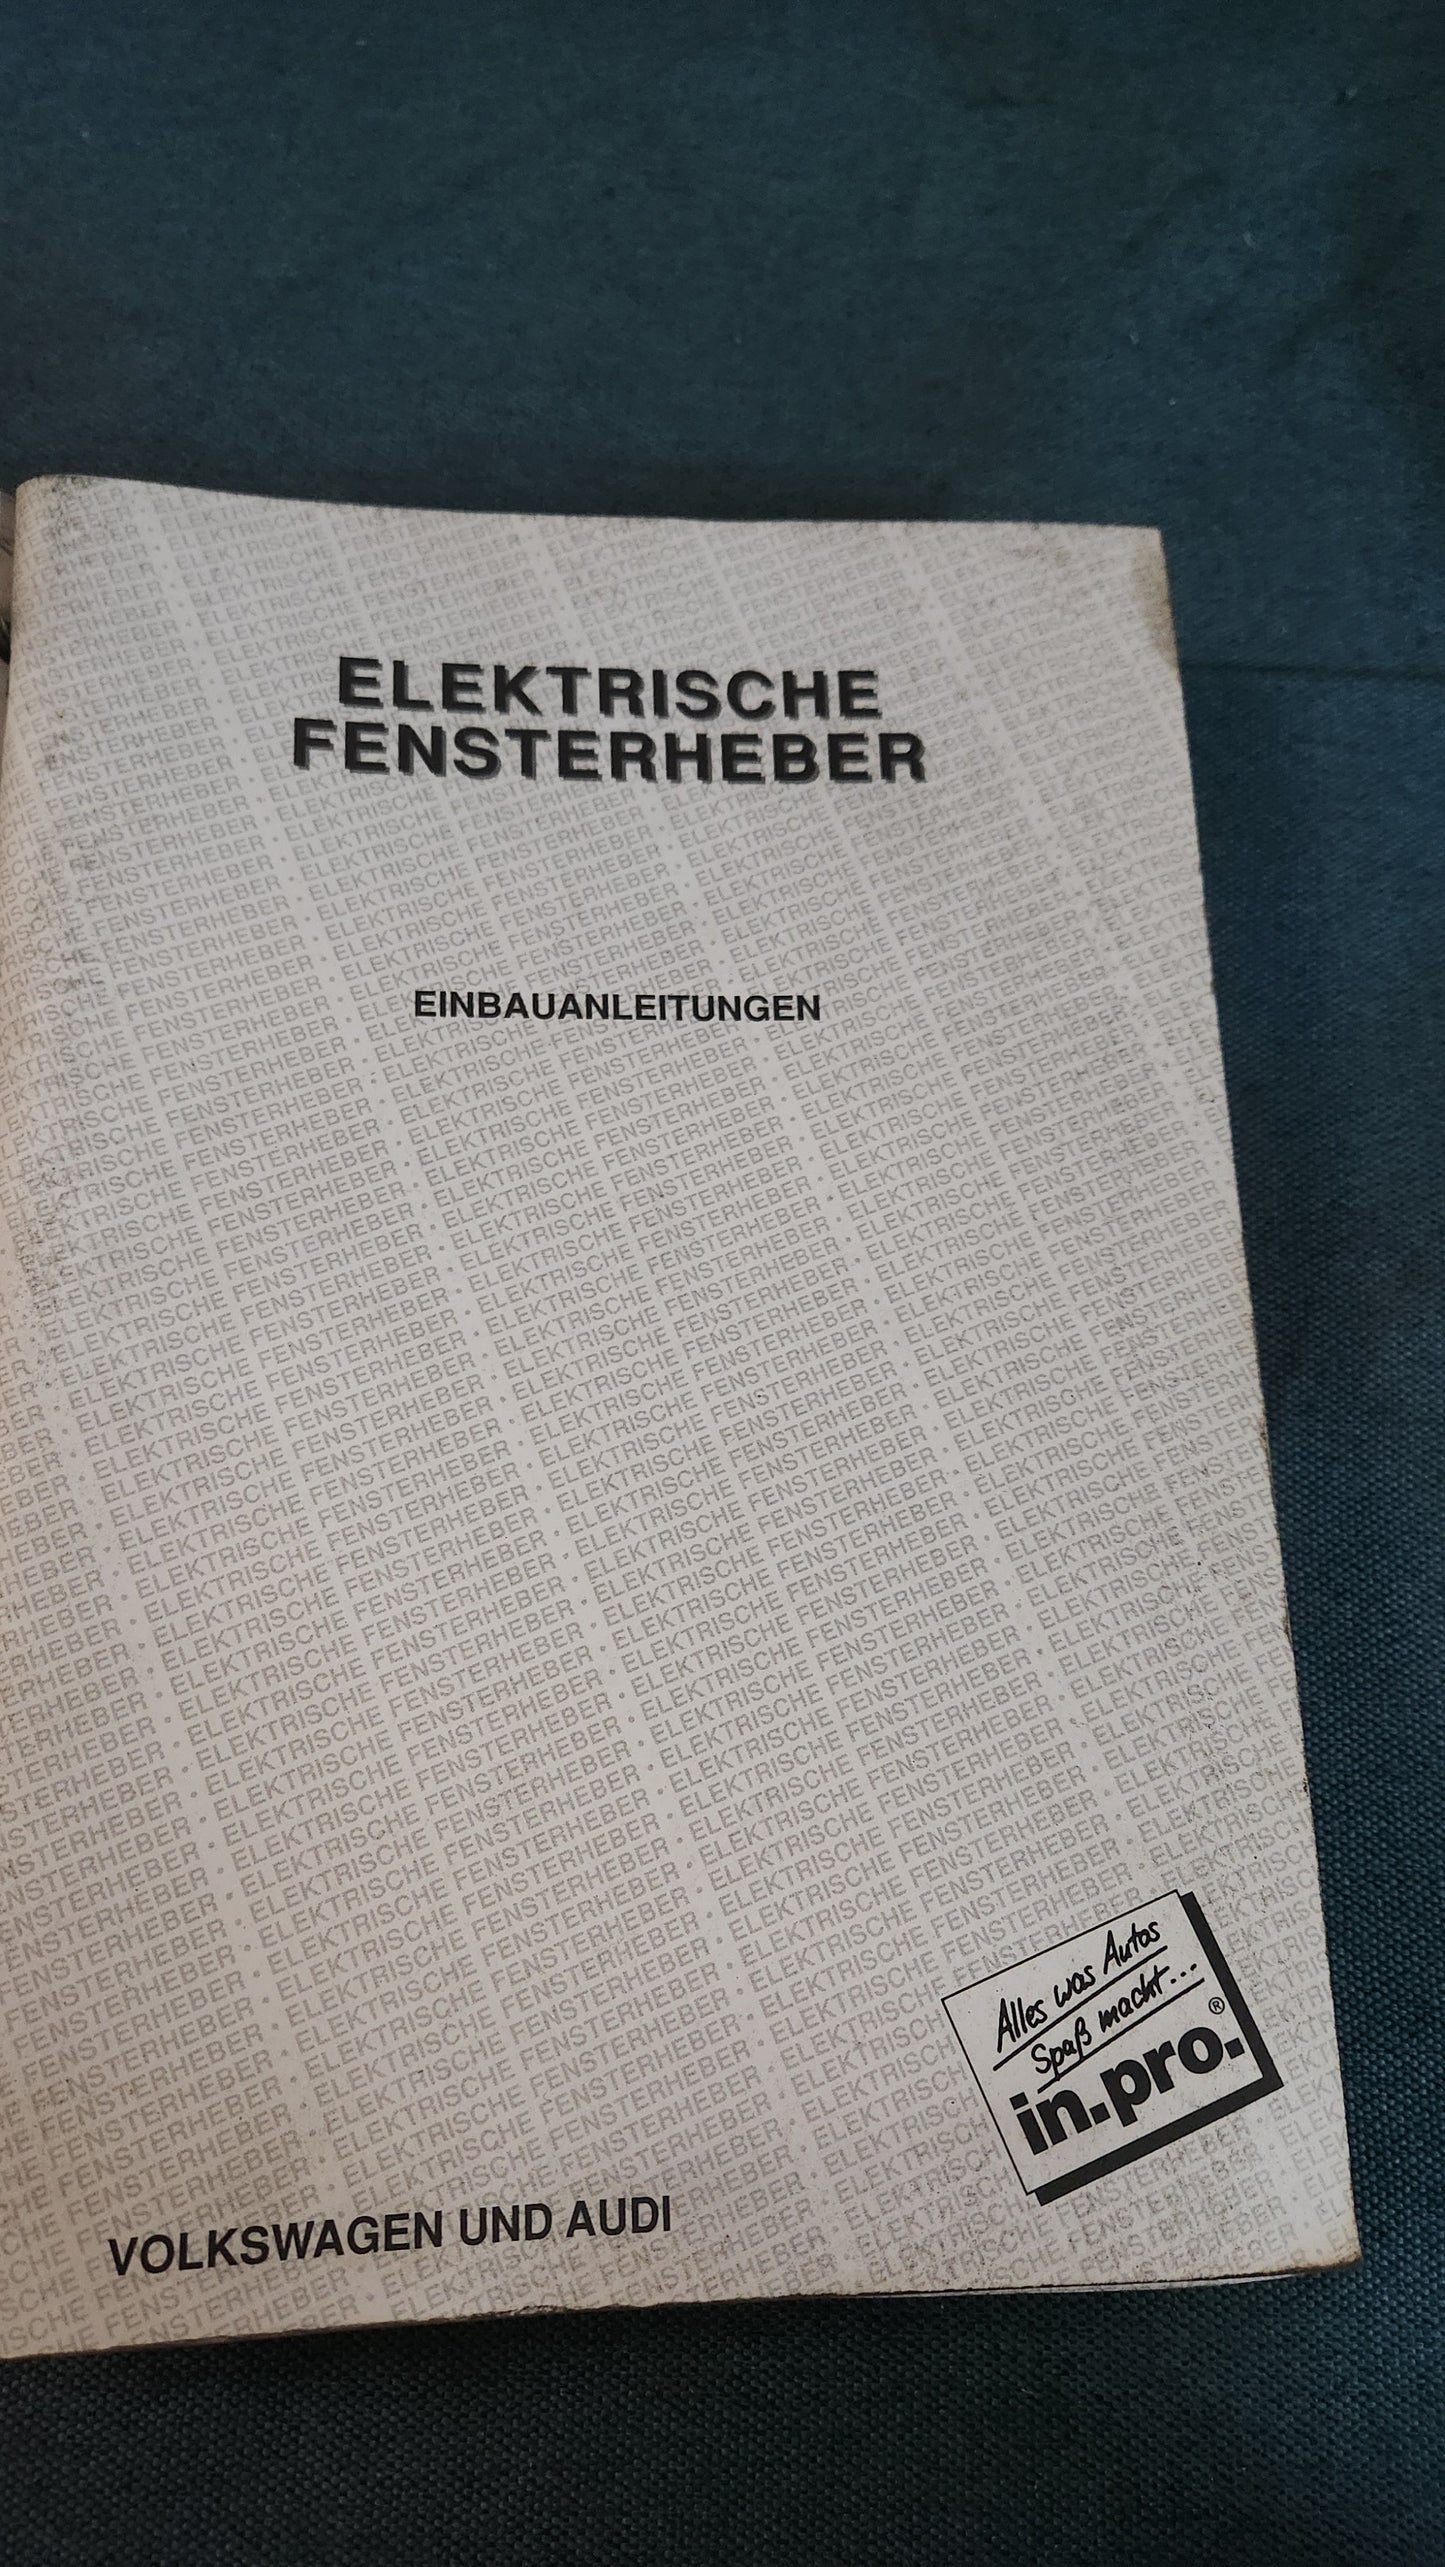 ELEKTRISCHE
FENSTERHEBER
EINBAUANLEITUNGEN
Alles was Autos
Spaß macht...
in.pro.®
VOLKSWAGEN UND AUDI